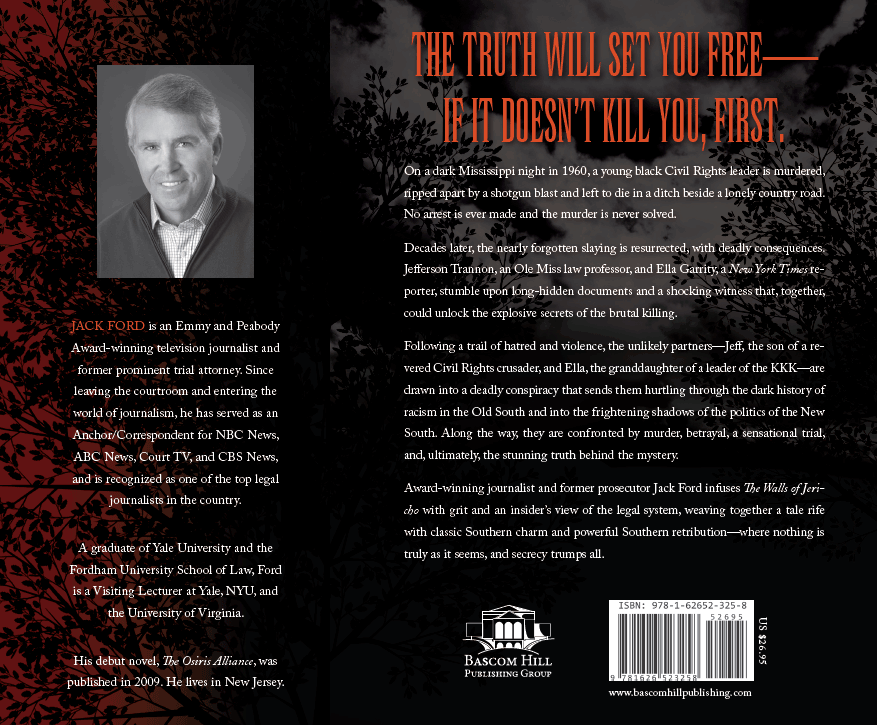 JACK FORD is an Emmy and Peabody
Award-winning television journalist and
former prominent trial attorney. Since
leaving the courtroom and entering the
world of journalism, he has served as an
Anchor/Correspondent for NBC News,
ABC News, Court TV, and CBS News,
and is recognized as one of the top legal
journalists in the country.
A graduate of Yale University and the
Fordham University School of Law, Ford
is a Visiting Lecturer at Yale, NYU, and
the University of Virginia.
His debut novel, The Osiris Alliance, was
published in 2009. He lives in New Jersey.
THE TRUTH WILL SET YOU FREE—
IF IT DOESN'T KILL YOU, FIRST.
On a dark Mississippi night in 1960, a young black Civil Rights leader is murdered,
ripped apart by a shotgun blast and left to die in a ditch beside a lonely country road.
No arrest is ever made and the murder is never solved.
Decades later, the nearly forgotten slaying is resurrected, with deadly consequences.
Jefferson Trannon, an Ole Miss law professor, and Ella Garrity, a New York Times re-
porter, stumble upon long-hidden documents and a shocking witness that, together,
could unlock the explosive secrets of the brutal killing.
Following a trail of hatred and violence, the unlikely partners—Jeff, the son of a re-
vered Civil Rights crusader, and Ella, the granddaughter of a leader of the KKK—are
drawn into a deadly conspiracy that sends them hurtling through the dark history of
racism in the Old South and into the frightening shadows of the politics of the New
South. Along the way, they are confronted by murder, betrayal, a sensational trial,
and, ultimately, the stunning truth behind the mystery.
Award-winning journalist and former prosecutor Jack Ford infuses The Walls of Jeri-
cho with grit and an insider's view of the legal system, weaving together a tale rife
with classic Southern charm and powerful Southern retribution—where nothing is
truly as it seems, and secrecy trumps all.
BASCOM HILL
PUBLISHING GROUP
ISBN: 978-1-62652-325-8
52695
9 781626 523258
US $26.95
www.bascomhillpublishing.com